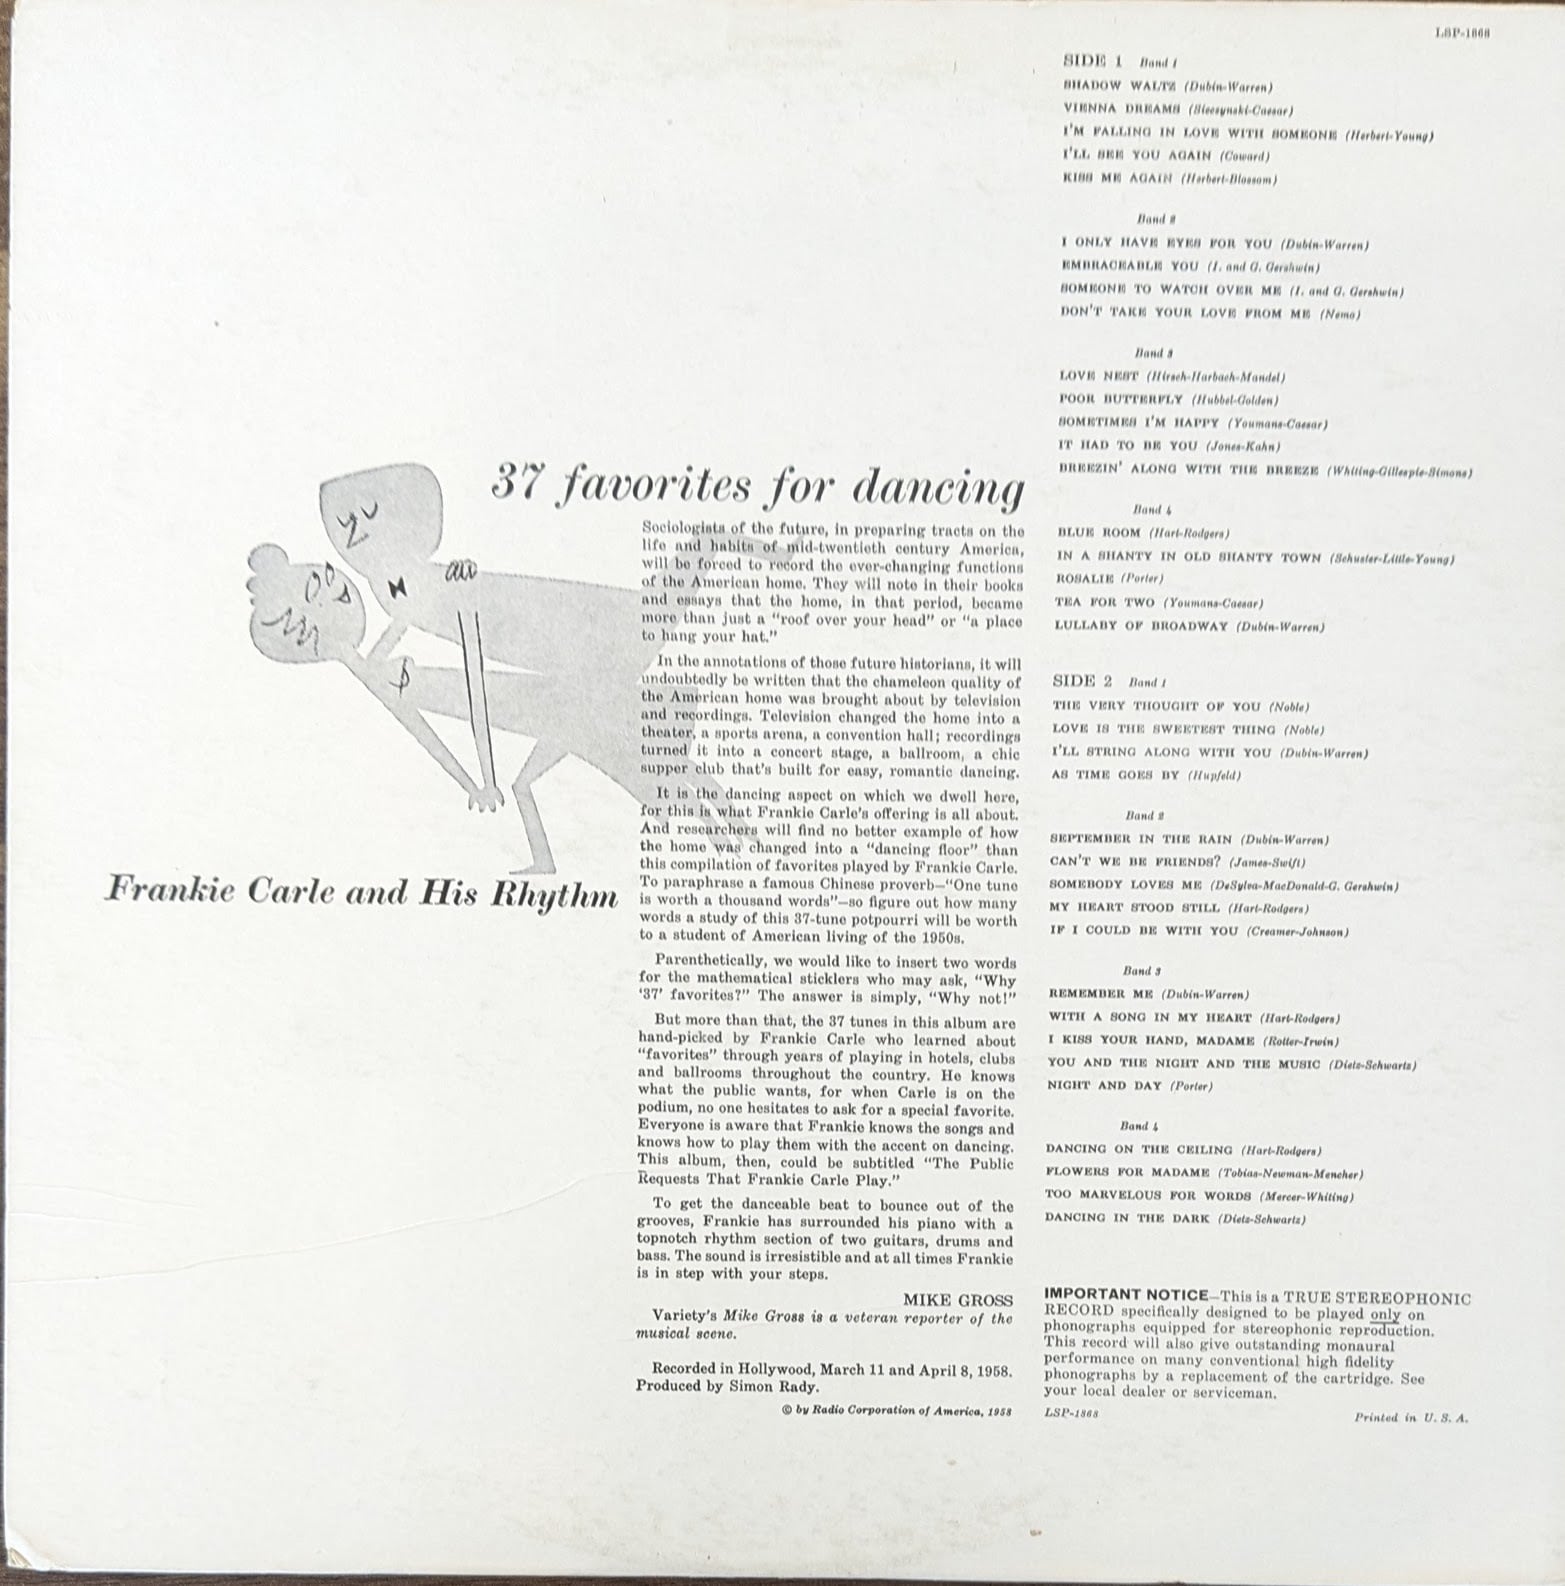 LSP-1868
37 favorites for dancing
Frankie Carle and His Rhythm
Sociologists of the future, in preparing tracts on the
life and habits of mid-twentieth century America,
will be forced to record the ever-changing functions
of the American home. They will note in their books
and essays that the home, in that period, became
more than just a “roof over your head” or “a place
to hang your hat.”
In the annotations of those future historians, it will
undoubtedly be written that the chameleon quality of
the American home was brought about by television
and recordings. Television changed the home into a
theater, a sports arena, a convention hall; recordings
turned it into a concert stage, a ballroom, a chic
supper club that’s built for easy, romantic dancing.
It is the dancing aspect on which we dwell here,
for this is what Frankie Carle’s offering is all about.
And researchers will find no better example of how
the home was changed into a “dancing floor” than
this compilation of favorites played by Frankie Carle.
To paraphrase a famous Chinese proverb—“One tune
is worth a thousand words”—so figure out how many
words a study of this 37-tune potpourri will be worth
to a student of American living of the 1950s.
Parenthetically, we would like to insert two words
for the mathematical sticklers who may ask, “Why
‘37’ favorites?” The answer is simply, “Why not!”
But more than that, the 37 tunes in this album are
hand-picked by Frankie Carle who learned about
“favorites” through years of playing in hotels, clubs
and ballrooms throughout the country. He knows
what the public wants, for when Carle is on the
podium, no one hesitates to ask for a special favorite.
Everyone is aware that Frankie knows the songs and
knows how to play them with the accent on dancing.
This album, then, could be subtitled “The Public
Requests That Frankie Carle Play.”
To get the danceable beat to bounce out of the
grooves, Frankie has surrounded his piano with a
topnotch rhythm section of two guitars, drums and
bass. The sound is irresistible and at all times Frankie
is in step with your steps.
MIKE GROSS
Variety’s Mike Gross is a veteran reporter of the
musical scene.
Recorded in Hollywood, March 11 and April 8, 1958.
Produced by Simon Rady.
© by Radio Corporation of America, 1958
SIDE 1 Band 1
SHADOW WALTZ (Dubin-Warren)
VIENNA DREAMS (Sieczynski-Caesar)
I'M FALLING IN LOVE WITH SOMEONE (Herbert-Young)
I'LL SEE YOU AGAIN (Coward)
KISS ME AGAIN (Herbert-Blossom)
Band 2
I ONLY HAVE EYES FOR YOU (Dubin-Warren)
EMBRACEABLE YOU (I. and G. Gershwin)
SOMEONE TO WATCH OVER ME (I. and G. Gershwin)
DON'T TAKE YOUR LOVE FROM ME (Nemo)
Band 3
LOVE NEST (Hirsch-Harbach-Mandel)
POOR BUTTERFLY (Hubbel-Golden)
SOMETIMES I'M HAPPY (Youmans-Caesar)
IT HAD TO BE YOU (Jones-Kahn)
BREEZIN' ALONG WITH THE BREEZE (Whiting-Gillespie-Simons)
Band 4
BLUE ROOM (Hart-Rodgers)
IN A SHANTY IN OLD SHANTY TOWN (Schuster-Little-Young)
ROSALIE (Porter)
TEA FOR TWO (Youmans-Caesar)
LULLABY OF BROADWAY (Dubin-Warren)
SIDE 2 Band 1
THE VERY THOUGHT OF YOU (Noble)
LOVE IS THE SWEETEST THING (Noble)
I'LL STRING ALONG WITH YOU (Dubin-Warren)
AS TIME GOES BY (Hupfeld)
Band 2
SEPTEMBER IN THE RAIN (Dubin-Warren)
CAN'T WE BE FRIENDS? (James-Swift)
SOMEBODY LOVES ME (DeSylva-MacDonald-G. Gershwin)
MY HEART STOOD STILL (Hart-Rodgers)
IF I COULD BE WITH YOU (Creamer-Johnson)
Band 3
REMEMBER ME (Dubin-Warren)
WITH A SONG IN MY HEART (Hart-Rodgers)
I KISS YOUR HAND, MADAME (Rotter-Irwin)
YOU AND THE NIGHT AND THE MUSIC (Dietz-Schwartz)
NIGHT AND DAY (Porter)
Band 4
DANCING ON THE CEILING (Hart-Rodgers)
FLOWERS FOR MADAME (Tobias-Newman-Mencher)
TOO MARVELOUS FOR WORDS (Mercer-Whiting)
DANCING IN THE DARK (Dietz-Schwartz)
IMPORTANT NOTICE—This is a TRUE STEREOPHONIC
RECORD specifically designed to be played only on
phonographs equipped for stereophonic reproduction.
This record will also give outstanding monaural
performance on many conventional high fidelity
phonographs by a replacement of the cartridge. See
your local dealer or serviceman.
LSP-1868
Printed in U. S. A.